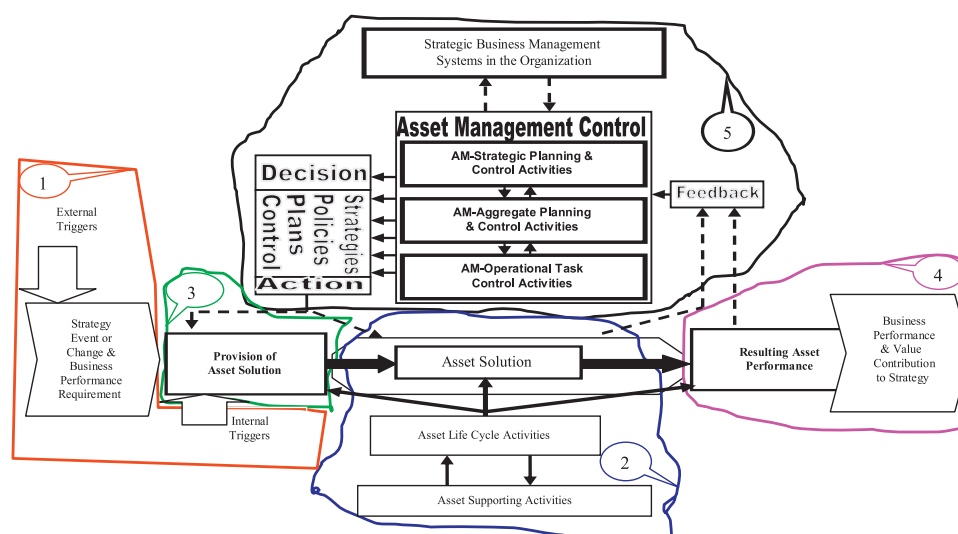 Strategic Business Management
Systems in the Organization
5
Asset Management Control
AM-Strategic Planning &
Control Activities
AM-Aggregate Planning
& Control Activities
AM-Operational Task
Control Activities
Decision
Strategies
Policies
Plans
Control
Action
Feedback
1
External
Triggers
Strategy
Event or
Change &
Business
Performance
Requirement
3
Provision of
Asset Solution
Internal
Triggers
Asset Solution
Asset Life Cycle Activities
Asset Supporting Activities
2
4
Resulting Asset
Performance
Business
Performance
& Value
Contribution
to Strategy